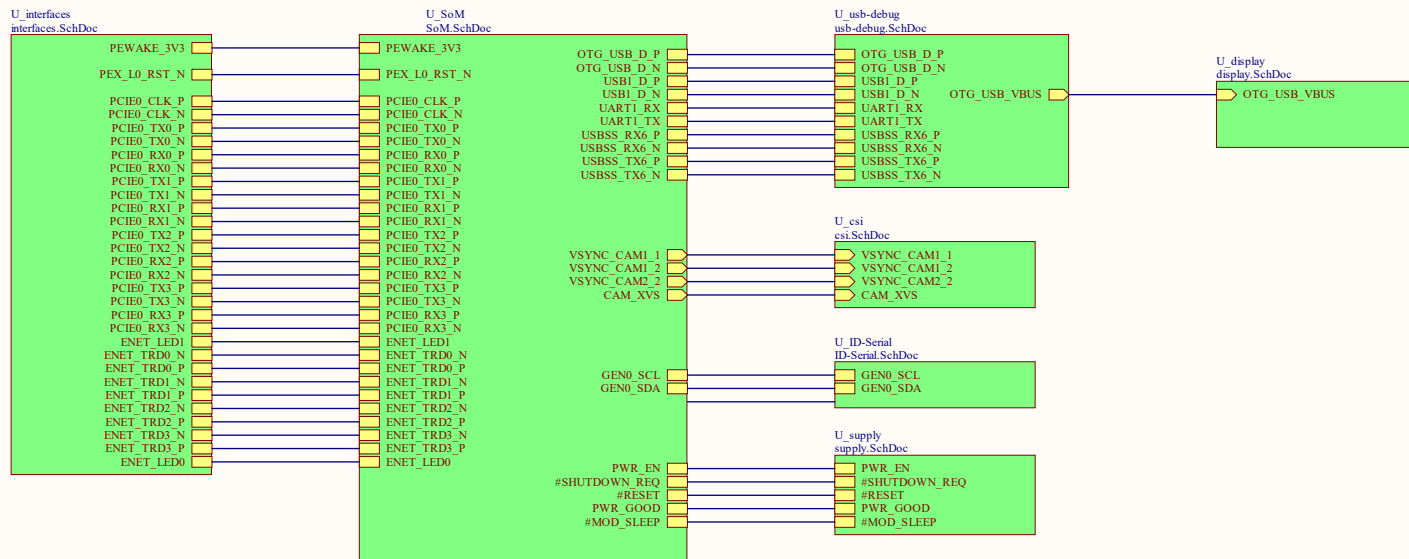 U_interfaces
interfaces.SchDoc
PEWAKE_3V3
PEX_L0_RST_N
PCIE0_CLK_P
PCIE0_CLK_N
PCIE0_TX0_P
PCIE0_TX0_N
PCIE0_RX0_P
PCIE0_RX0_N
PCIE0_TX1_P
PCIE0_TX1_N
PCIE0_RX1_P
PCIE0_RX1_N
PCIE0_TX2_P
PCIE0_TX2_N
PCIE0_RX2_P
PCIE0_RX2_N
PCIE0_TX3_P
PCIE0_TX3_N
PCIE0_RX3_P
PCIE0_RX3_N
ENET_LED1
ENET_TRD0_N
ENET_TRD0_P
ENET_TRD1_N
ENET_TRD1_P
ENET_TRD2_N
ENET_TRD2_P
ENET_TRD3_N
ENET_TRD3_P
ENET_LED0
U_SoM
SoM.SchDoc
PEWAKE_3V3
PEX_L0_RST_N
PCIE0_CLK_P
PCIE0_CLK_N
PCIE0_TX0_P
PCIE0_TX0_N
PCIE0_RX0_P
PCIE0_RX0_N
PCIE0_TX1_P
PCIE0_TX1_N
PCIE0_RX1_P
PCIE0_RX1_N
PCIE0_TX2_P
PCIE0_TX2_N
PCIE0_RX2_P
PCIE0_RX2_N
PCIE0_TX3_P
PCIE0_TX3_N
PCIE0_RX3_P
PCIE0_RX3_N
ENET_LED1
ENET_TRD0_N
ENET_TRD0_P
ENET_TRD1_N
ENET_TRD1_P
ENET_TRD2_N
ENET_TRD2_P
ENET_TRD3_N
ENET_TRD3_P
ENET_LED0
OTG_USB_D_P
OTG_USB_D_N
USB1_D_P
USB1_D_N
UART1_RX
UART1_TX
USBSS_RX6_P
USBSS_RX6_N
USBSS_TX6_P
USBSS_TX6_N
VSYNC_CAM1_1
VSYNC_CAM1_2
VSYNC_CAM2_2
CAM_XVS
GEN0_SCL
GEN0_SDA
PWR_EN
#SHUTDOWN_REQ
#RESET
PWR_GOOD
#MOD_SLEEP
U_usb-debug
usb-debug.SchDoc
OTG_USB_D_P
OTG_USB_D_N
USB1_D_P
USB1_D_N
UART1_RX
UART1_TX
USBSS_RX6_P
USBSS_RX6_N
USBSS_TX6_P
USBSS_TX6_N
OTG_USB_VBUS
U_display
display.SchDoc
OTG_USB_VBUS
U_csi
csi.SchDoc
VSYNC_CAM1_1
VSYNC_CAM1_2
VSYNC_CAM2_2
CAM_XVS
U_ID-Serial
ID-Serial.SchDoc
GEN0_SCL
GEN0_SDA
U_supply
supply.SchDoc
PWR_EN
#SHUTDOWN_REQ
#RESET
PWR_GOOD
#MOD_SLEEP